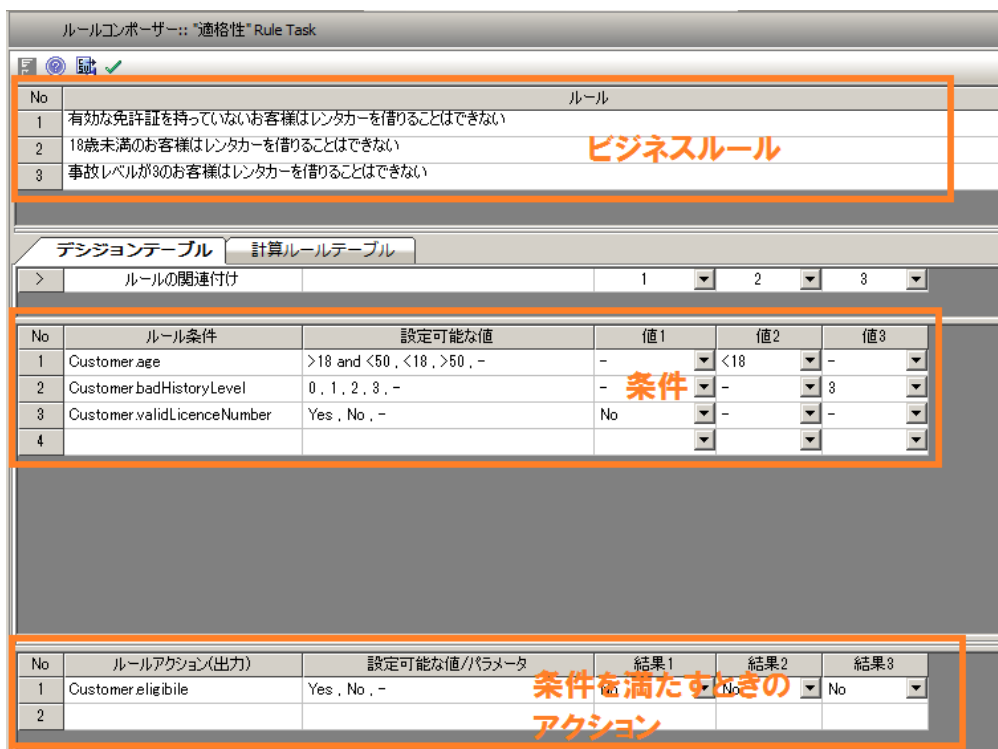 ルールコンポーザー:: "適格性" Rule Task
No ルール
1 有効な免許証を持っていないお客様はレンタカーを借りることはできない
2 18歳未満のお客様はレンタカーを借りることはできない
3 事故レベルが3のお客様はレンタカーを借りることはできない
ビジネスルール
デシジョンテーブル 計算ルールテーブル
> ルールの関連付け 1 2 3
No ルール条件 設定可能な値 値1 値2 値3
1 Customer.age >18 and <50 , <18 , >50 , - - <18 -
2 Customer.badHistoryLevel 0 , 1 , 2 , 3 , - - - 3
3 Customer.validLicenceNumber Yes , No , - No - -
4
条件
No ルールアクション(出力) 設定可能な値/パラメータ 結果1 結果2 結果3
1 Customer.eligibile Yes , No , - No No No
2
条件を満たすときの
アクション